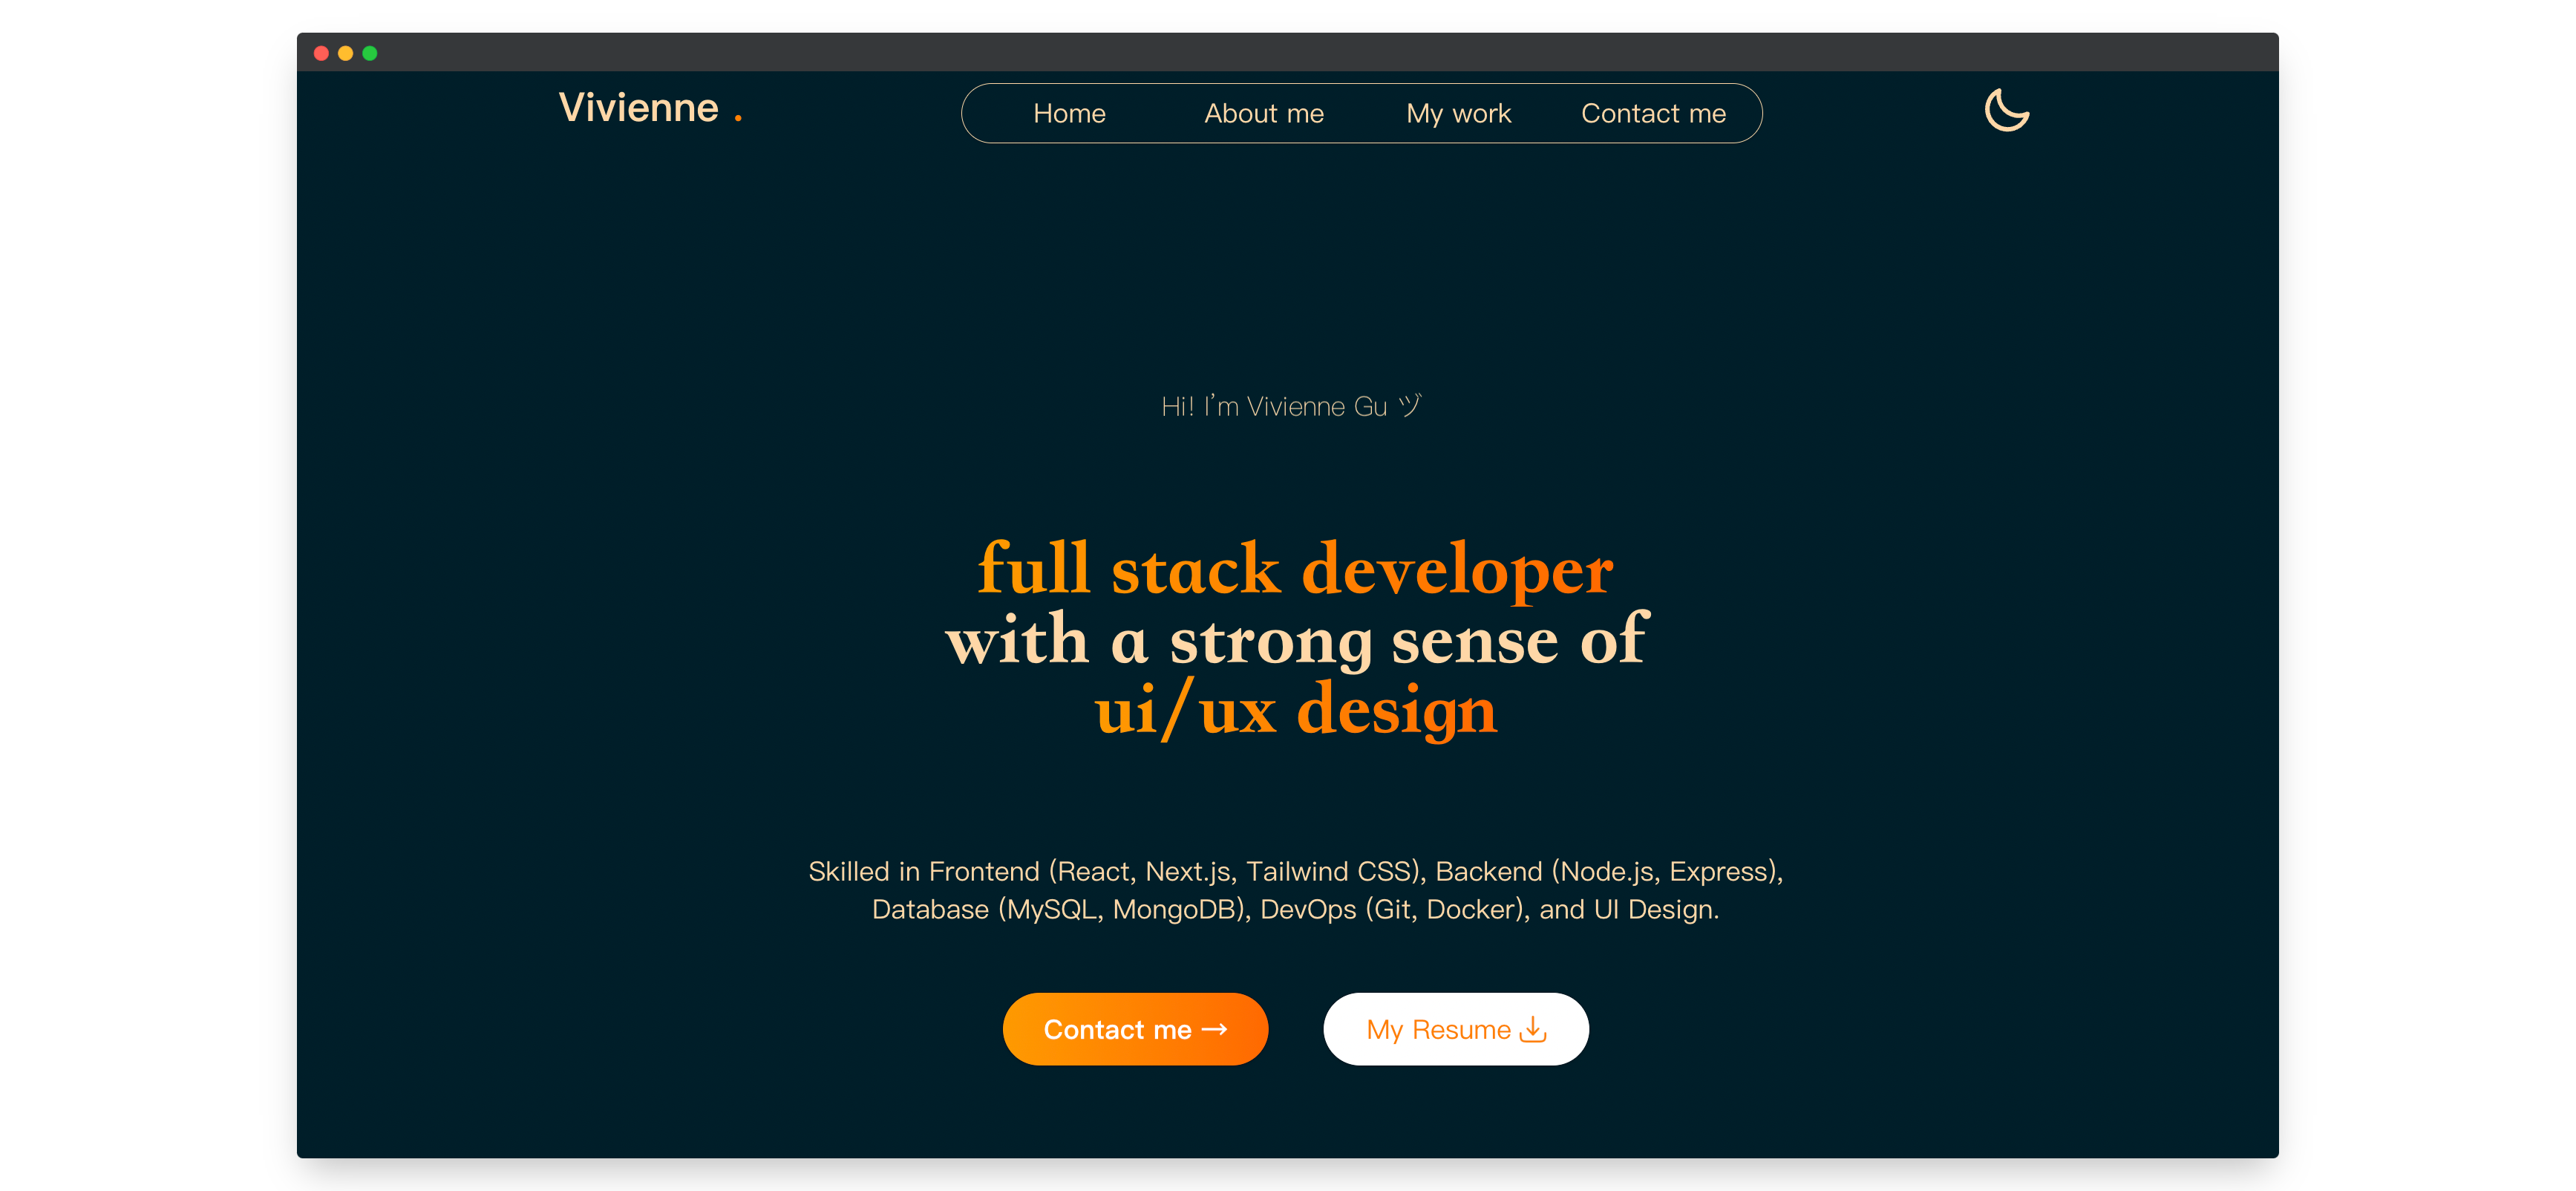 Vivienne .
Home About me My work Contact me
Hi! I’m Vivienne Gu ヅ
full stack developer
with a strong sense of
ui/ux design
Skilled in Frontend (React, Next.js, Tailwind CSS), Backend (Node.js, Express),
Database (MySQL, MongoDB), DevOps (Git, Docker), and UI Design.
Contact me →
My Resume